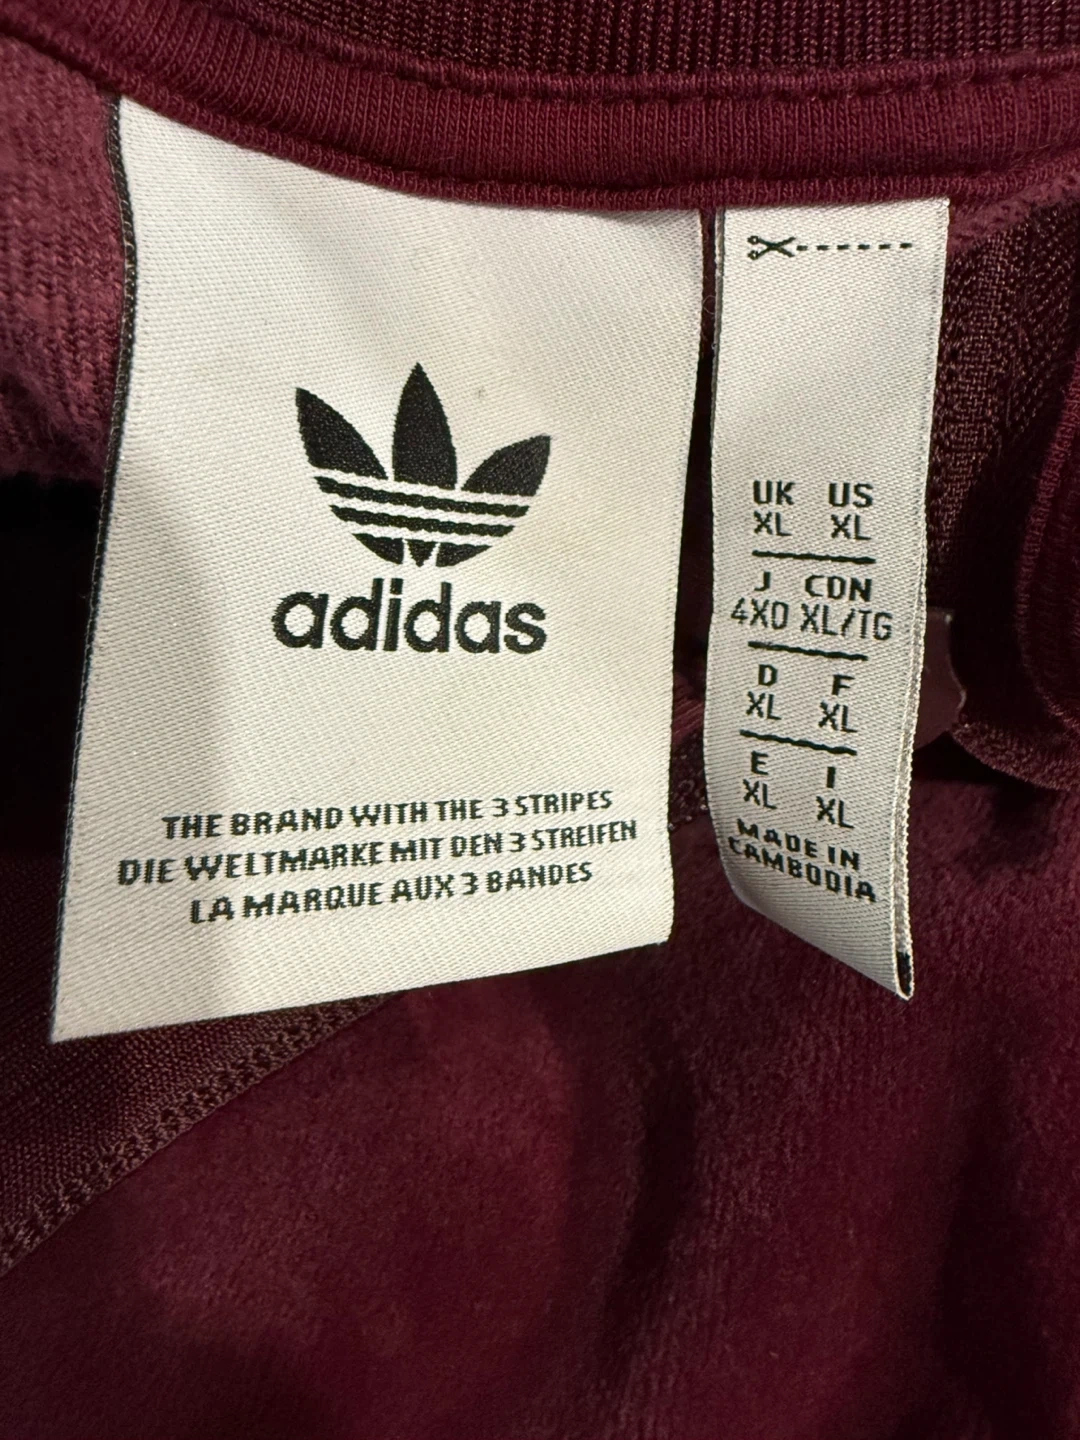 adidas
THE BRAND WITH THE 3 STRIPES
DIE WELTMARKE MIT DEN 3 STREIFEN
LA MARQUE AUX 3 BANDES
UK US
XL XL
J CDN
4XO XL/TG
D F
XL XL
E I
XL XL
MADE IN
CAMBODIA